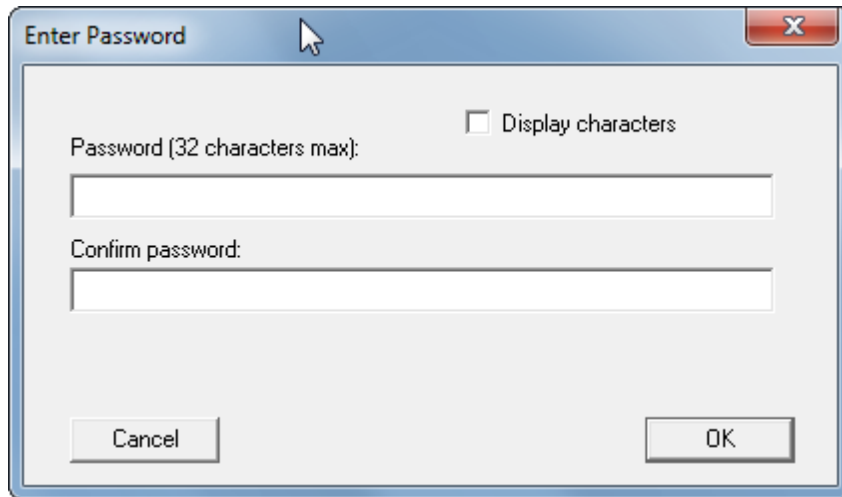 Enter Password
Display characters
Password (32 characters max):
Confirm password:
Cancel
OK